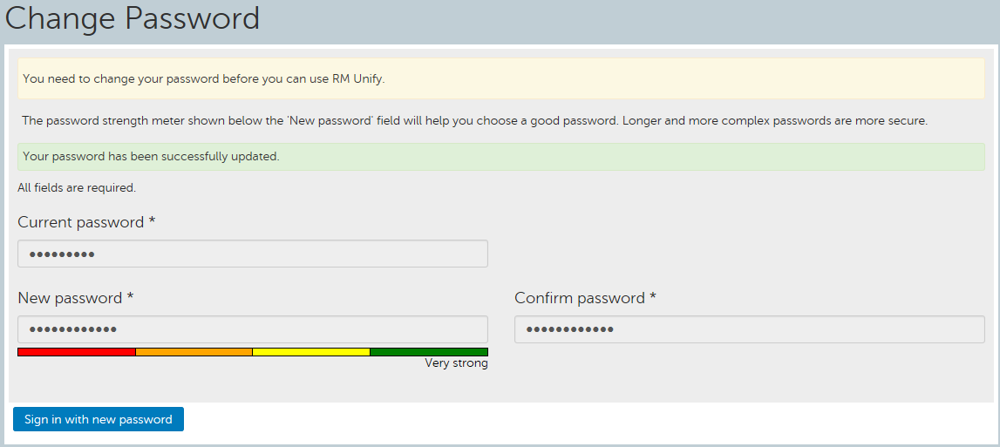 Change Password
You need to change your password before you can use RM Unify.
The password strength meter shown below the 'New password' field will help you choose a good password. Longer and more complex passwords are more secure.
Your password has been successfully updated.
All fields are required.
Current password *
•••••••••
New password *
Confirm password *
••••••••••••
••••••••••••
Very strong
Sign in with new password